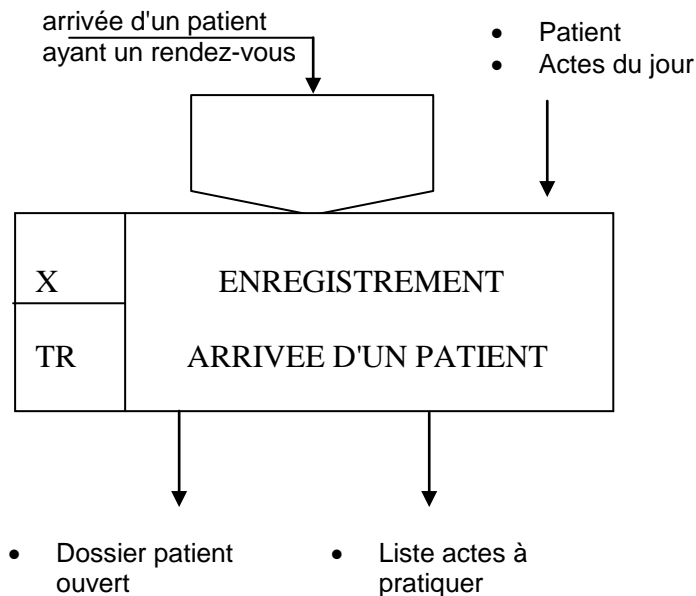 arrivée d'un patient
ayant un rendez-vous
• Patient
• Actes du jour
X
ENREGISTREMENT
TR
ARRIVEE D'UN PATIENT
• Dossier patient
ouvert
• Liste actes à
pratiquer